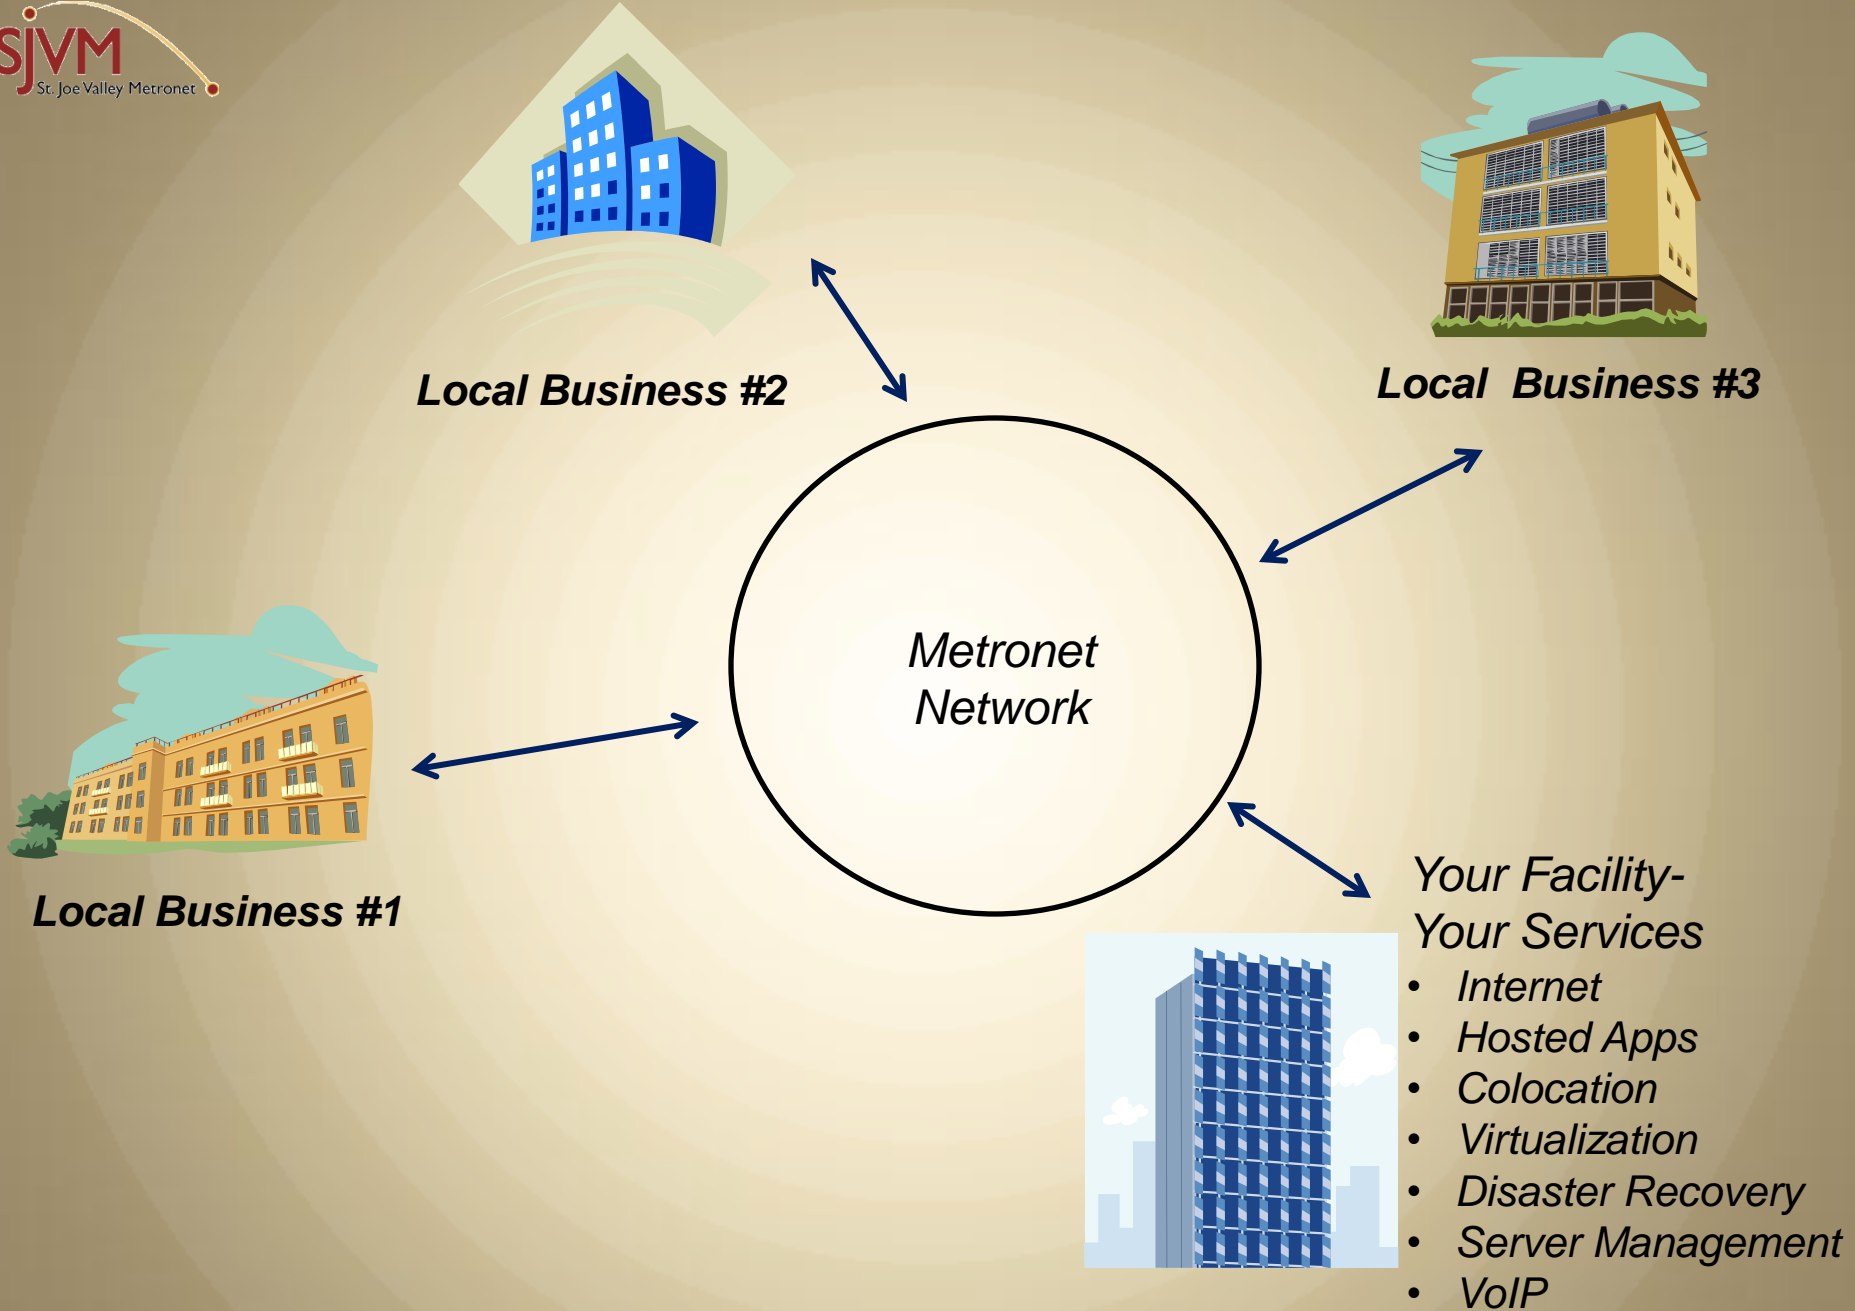 SJVM
St. Joe Valley Metronet
Local Business #2
Local Business #3
Metronet
Network
Local Business #1
Your Facility-
Your Services
• Internet
• Hosted Apps
• Colocation
• Virtualization
• Disaster Recovery
• Server Management
• VoIP